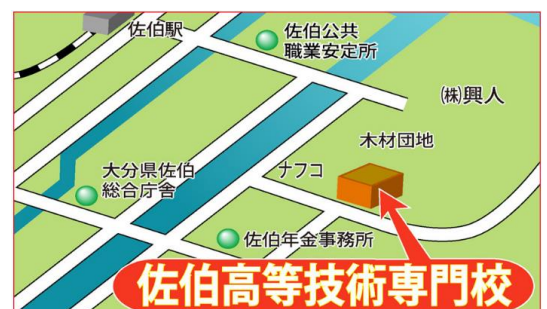 佐伯駅
佐伯公共
職業安定所
㈱興人
木材団地
大分県佐伯
総合庁舎
ナフコ
佐伯年金事務所
佐伯高等技術専門校